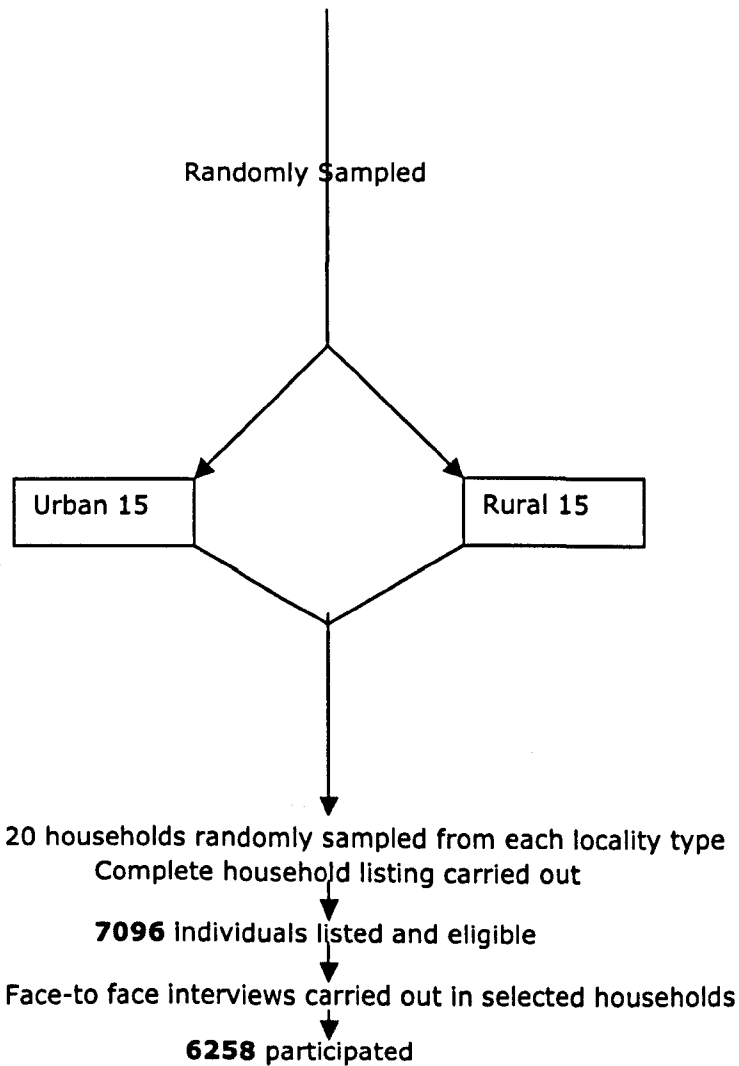 Randomly Sampled
Urban 15
Rural 15
20 households randomly sampled from each locality type
Complete household listing carried out
7096 individuals listed and eligible
Face-to face interviews carried out in selected households
6258 participated